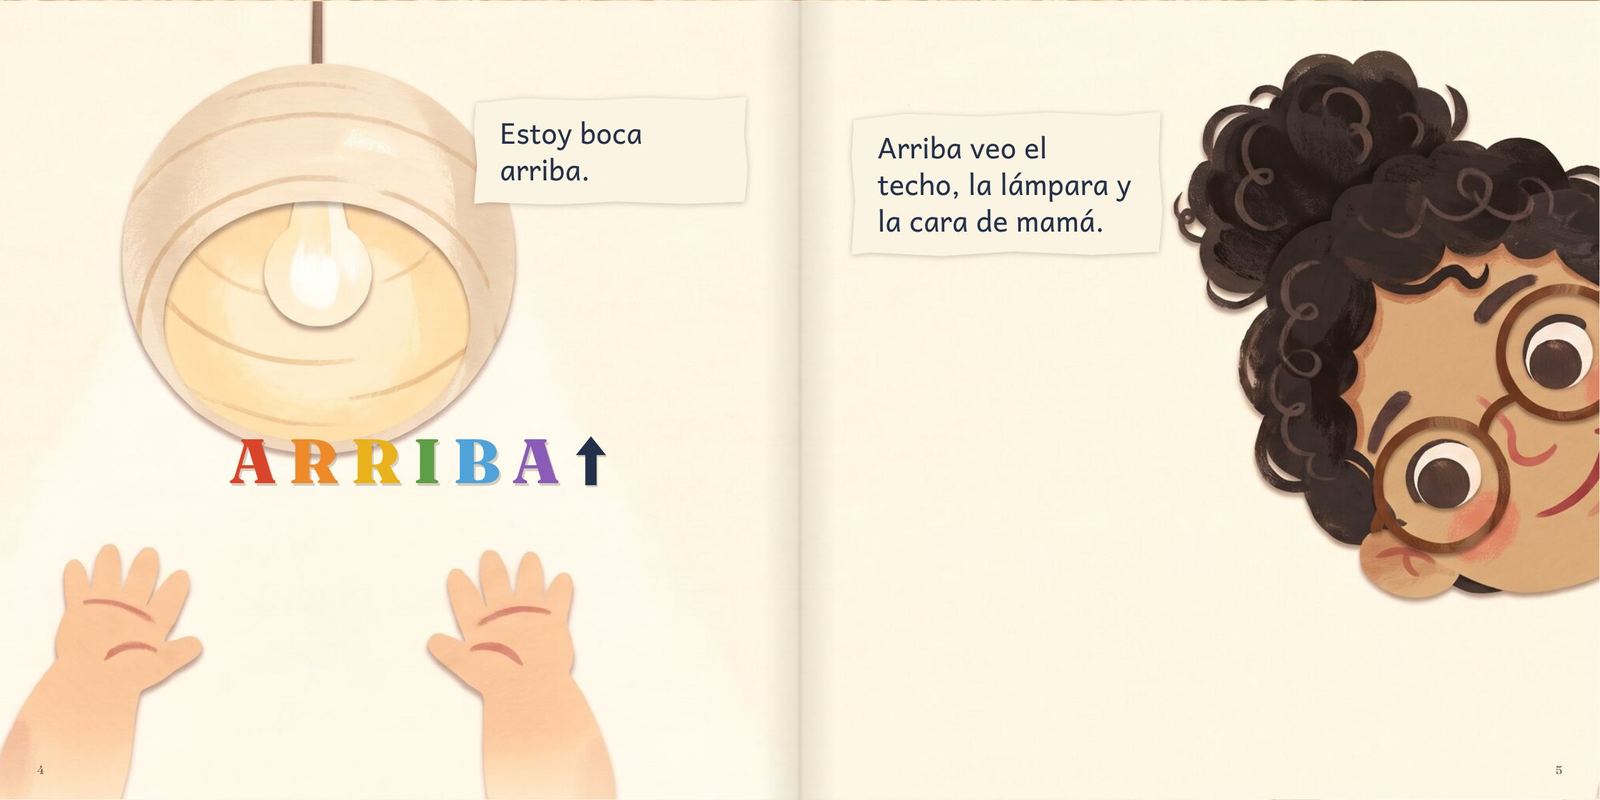 Estoy boca
arriba.
ARRIBA
4
Arriba veo el
techo, la lámpara y
la cara de mamá.
5